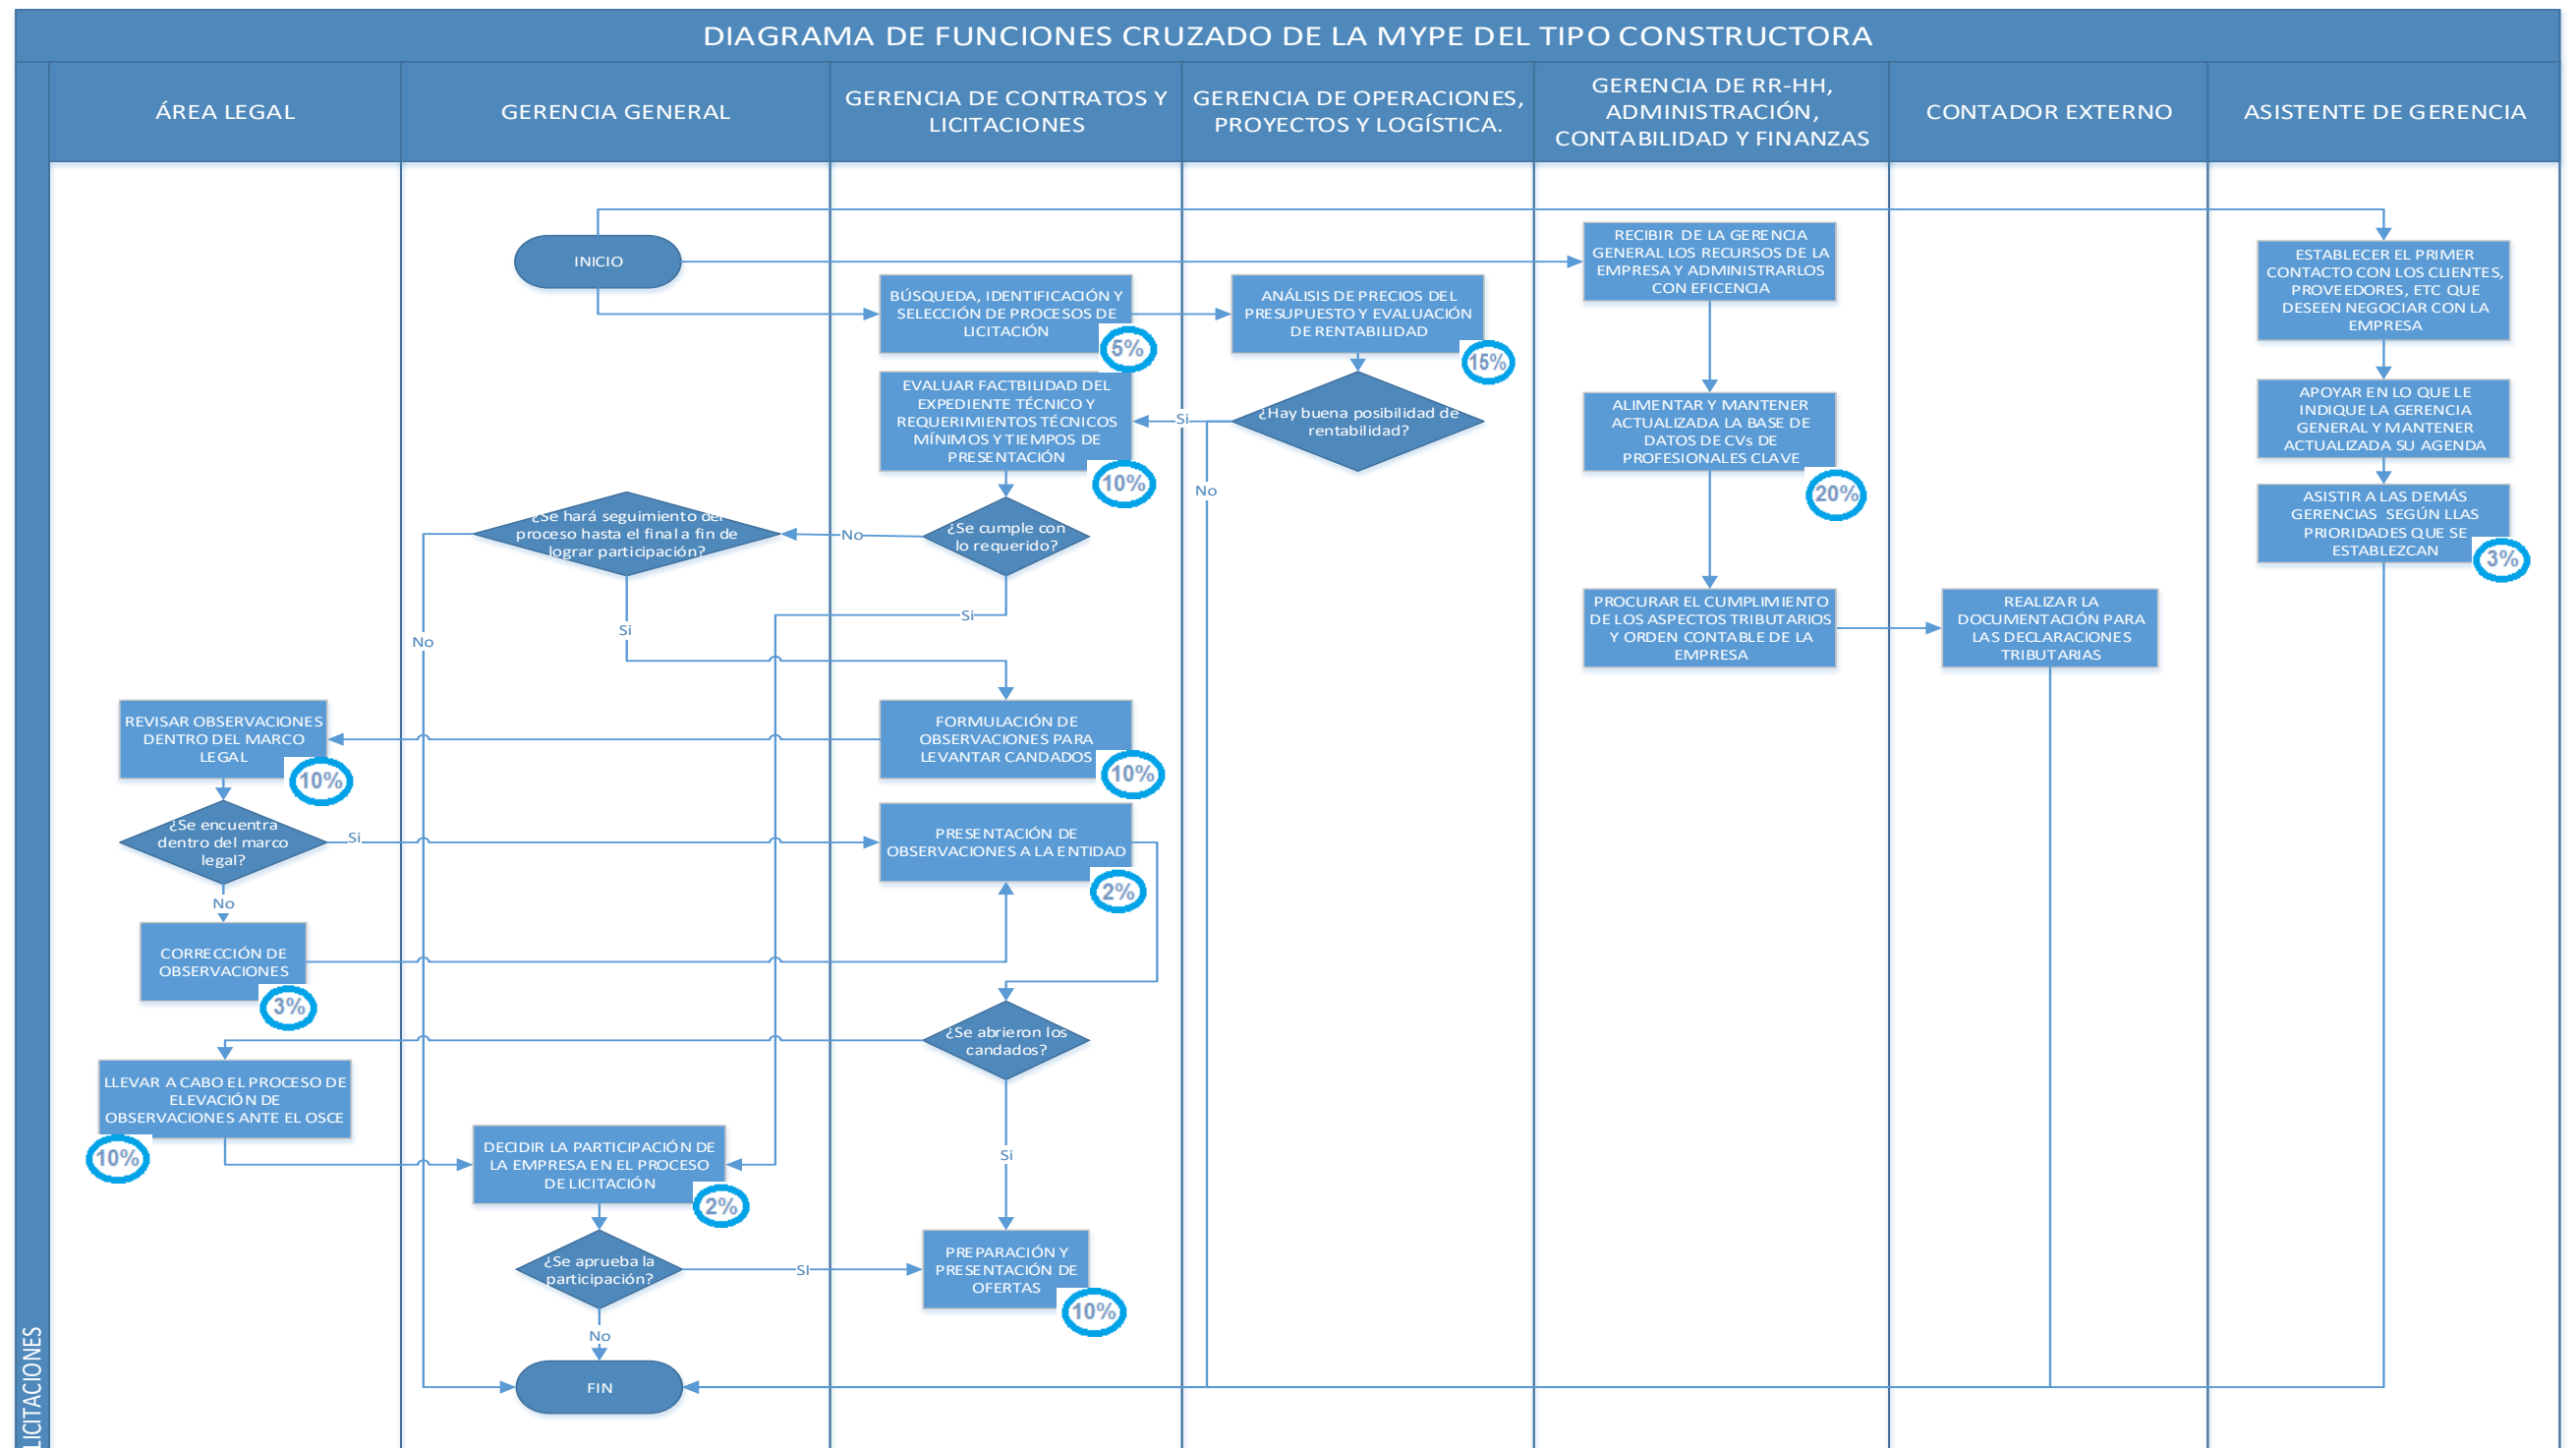 DIAGRAMA DE FUNCIONES CRUZADO DE LA MYPE DEL TIPO CONSTRUCTORA
ÁREA LEGAL
GERENCIA GENERAL
GERENCIA DE CONTRATOS Y
LICITACIONES
GERENCIA DE OPERACIONES,
PROYECTOS Y LOGÍSTICA.
GERENCIA DE RR-HH,
ADMINISTRACIÓN,
CONTABILIDAD Y FINANZAS
CONTADOR EXTERNO
ASISTENTE DE GERENCIA
INICIO
RECIBIR DE LA GERENCIA
GENERAL LOS RECURSOS DE LA
EMPRESA Y ADMINISTRARLOS
CON EFICENCIA
ESTABLECER EL PRIMER
CONTACTO CON LOS CLIENTES,
PROVEEDORES, ETC QUE
DESEEN NEGOCIAR CON LA
EMPRESA
BÚSQUEDA, IDENTIFICACIÓN Y
SELECCIÓN DE PROCESOS DE
LICITACIÓN
5%
ANÁLISIS DE PRECIOS DEL
PRESUPUESTO Y EVALUACIÓN
DE RENTABILIDAD
15%
EVALUAR FACTBILIDAD DEL
EXPEDIENTE TÉCNICO Y
REQUERIMIENTOS TÉCNICOS
MÍNIMOS Y TIEMPOS DE
PRESENTACIÓN
10%
Si
¿Hay buena posibilidad de
rentabilidad?
No
ALIMENTAR Y MANTENER
ACTUALIZADA LA BASE DE
DATOS DE CVs DE
PROFESIONALES CLAVE
20%
APOYAR EN LO QUE LE
INDIQUE LA GERENCIA
GENERAL Y MANTENER
ACTUALIZADA SU AGENDA
ASISTIR A LAS DEMÁS
GERENCIAS SEGÚN LLAS
PRIORIDADES QUE SE
ESTABLEZCAN
3%
¿Se hará seguimiento del
proceso hasta el final a fin de
lograr participación?
No
¿Se cumple con
lo requerido?
Si
Si
No
PROCURAR EL CUMPLIMIENTO
DE LOS ASPECTOS TRIBUTARIOS
Y ORDEN CONTABLE DE LA
EMPRESA
REALIZAR LA
DOCUMENTACIÓN PARA
LAS DECLARACIONES
TRIBUTARIAS
REVISAR OBSERVACIONES
DENTRO DEL MARCO
LEGAL
10%
FORMULACIÓN DE
OBSERVACIONES PARA
LEVANTAR CANDADOS
10%
¿Se encuentra
dentro del marco
legal?
Si
PRESENTACIÓN DE
OBSERVACIONES A LA ENTIDAD
2%
No
CORRECCIÓN DE
OBSERVACIONES
3%
¿Se abrieron los
candados?
LLEVAR A CABO EL PROCESO DE
ELEVACIÓN DE
OBSERVACIONES ANTE EL OSCE
10%
DECIDIR LA PARTICIPACIÓN DE
LA EMPRESA EN EL PROCESO
DE LICITACIÓN
2%
Si
¿Se aprueba la
participación?
SI
PREPARACIÓN Y
PRESENTACIÓN DE
OFERTAS
10%
No
FIN
LICITACIONES